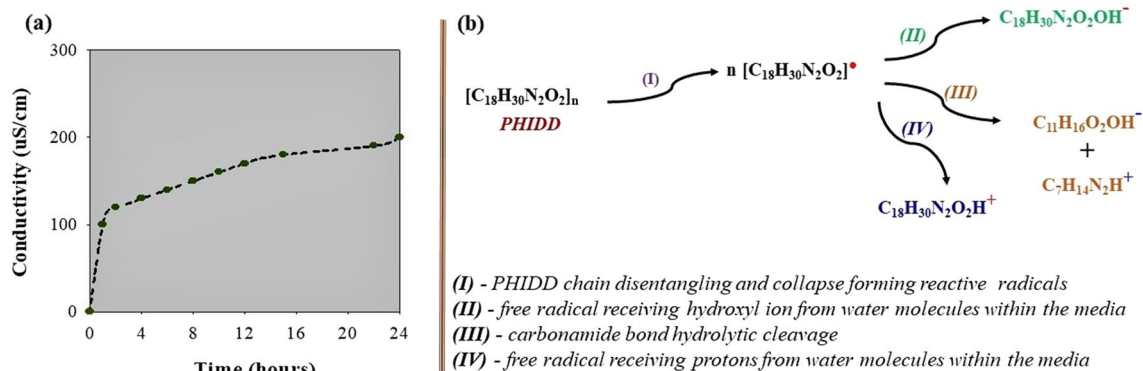 (a)
Conductivity (uS/cm)
300
200
100
0
0 4 8 12 16 20 24
Time (hours)
(b)
[C₁₈H₃₀N₂O₂]ₙ
PHIDD
(I)
n [C₁₈H₃₀N₂O₂]•
(II)
C₁₈H₃₀N₂O₂OH⁻
(III)
C₁₁H₁₆O₂OH⁻
+
C₇H₁₄N₂H⁺
(IV)
C₁₈H₃₀N₂O₂H⁺
(I) - PHIDD chain disentangling and collapse forming reactive radicals
(II) - free radical receiving hydroxyl ion from water molecules within the media
(III) - carbonamide bond hydrolytic cleavage
(IV) - free radical receiving protons from water molecules within the media